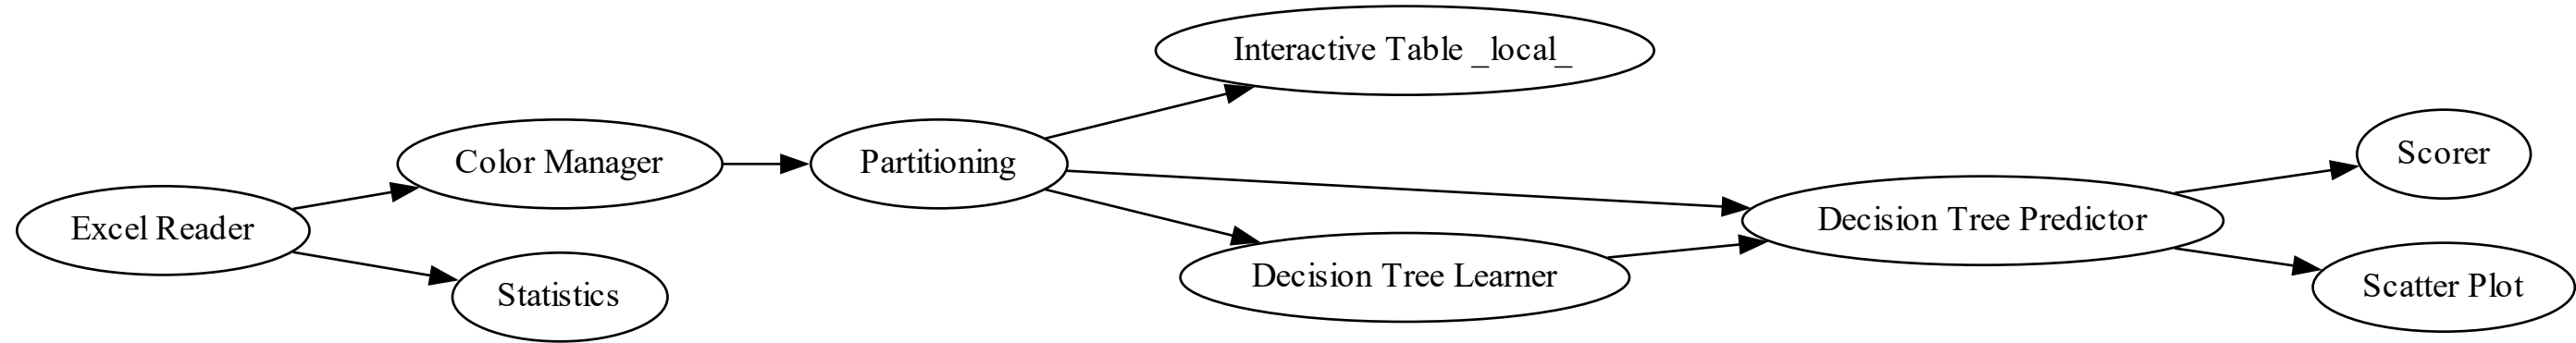 Excel Reader
Color Manager
Statistics
Partitioning
Interactive Table _local_
Decision Tree Learner
Decision Tree Predictor
Scorer
Scatter Plot